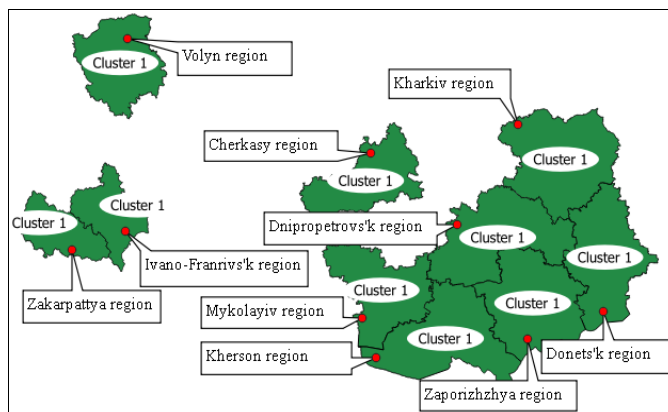 Volyn region
Cluster 1
Kharkiv region
Cherkasy region
Cluster 1
Cluster 1
Cluster 1
Cluster 1
Dnipropetrovs'k region
Cluster 1
Ivano-Franrivs'k region
Cluster 1
Zakarpattya region
Cluster 1
Cluster 1
Mykolayiv region
Cluster 1
Kherson region
Donets'k region
Zaporizhzhya region